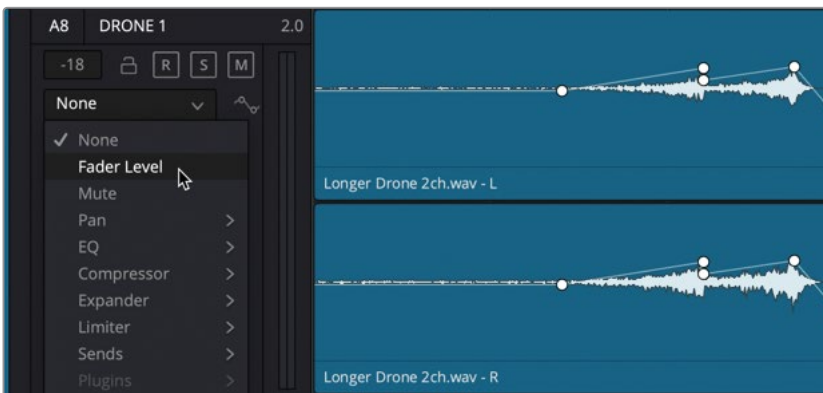 A8 DRONE 1 2.0
-18 R S M
None
None
Fader Level
Mute
Pan
EQ
Compressor
Expander
Limiter
Sends
Plugins
Longer Drone 2ch.wav - L
Longer Drone 2ch.wav - R